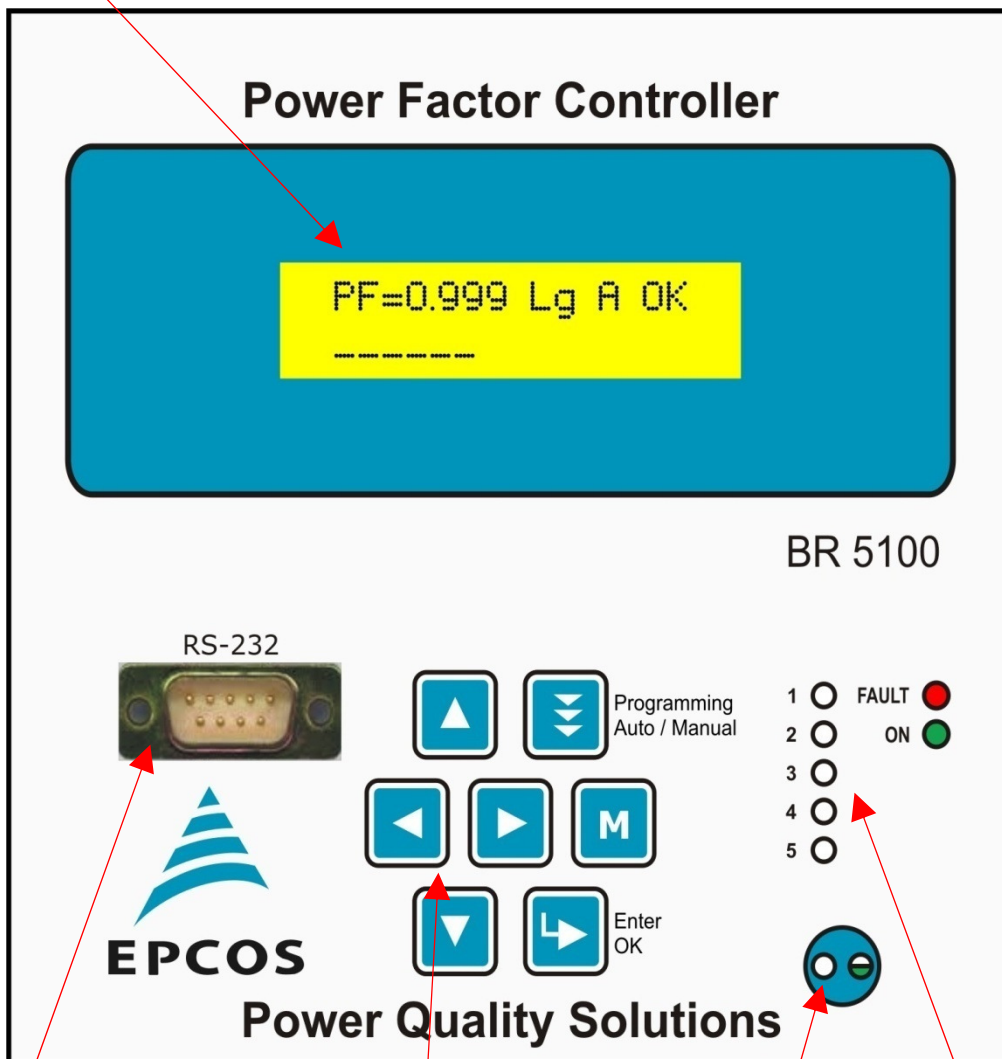 Power Factor Controller
PF=0.999 Lg A OK
------
BR 5100
RS-232
Programming
Auto / Manual
1
FAULT
2
ON
3
4
5
M
Enter
OK
EPCOS
Power Quality Solutions